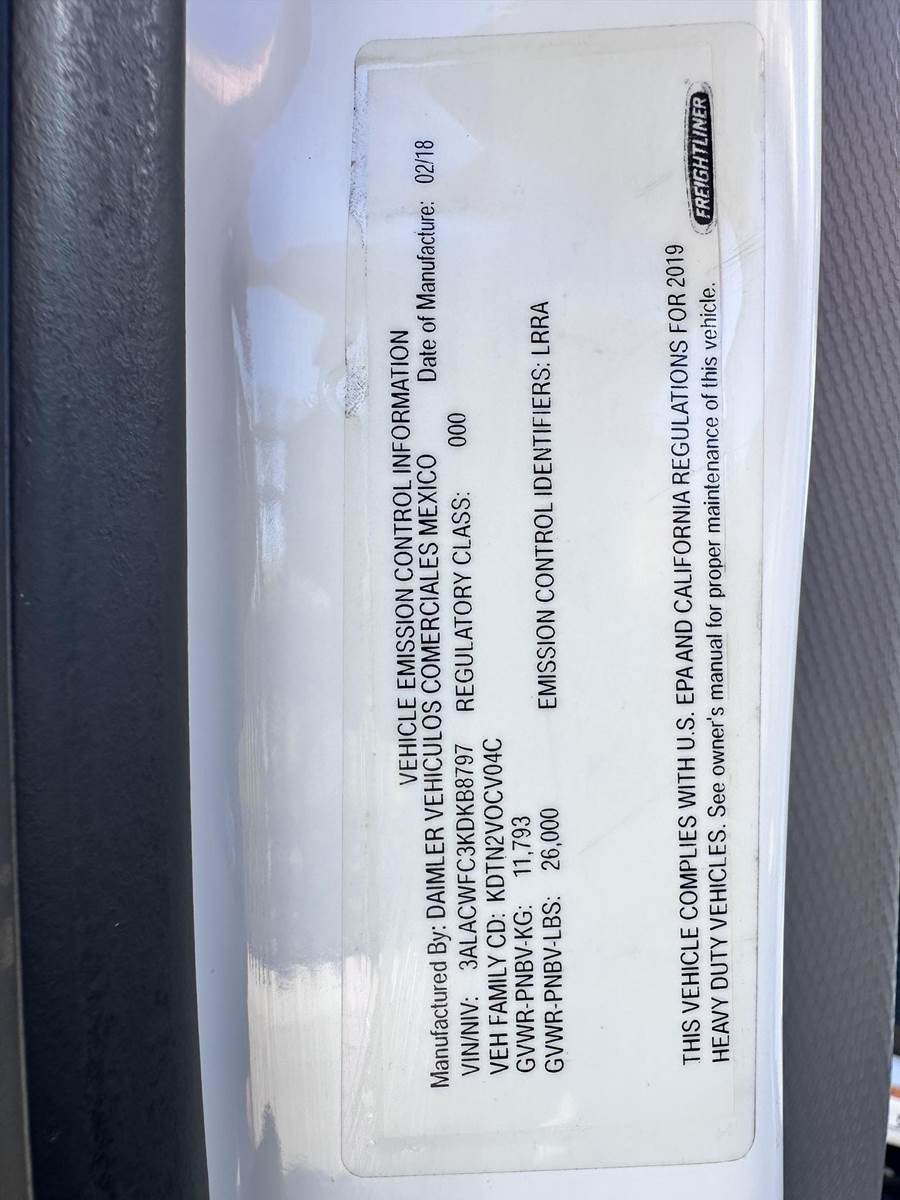 VEHICLE EMISSION CONTROL INFORMATION
Manufactured By: DAIMLER VEHICULOS COMERCIALES MEXICO Date of Manufacture: 02/18
VIN/NIV: 3ALACWFC3KDKB8797 REGULATORY CLASS: 000
VEH FAMILY CD: KDTN2VOCV04C
GVWR-PNBV-KG: 11,793
GVWR-PNBV-LBS: 26,000 EMISSION CONTROL IDENTIFIERS: LRRA
THIS VEHICLE COMPLIES WITH U.S. EPA AND CALIFORNIA REGULATIONS FOR 2019
HEAVY DUTY VEHICLES. See owner's manual for proper maintenance of this vehicle.
FREIGHTLINER